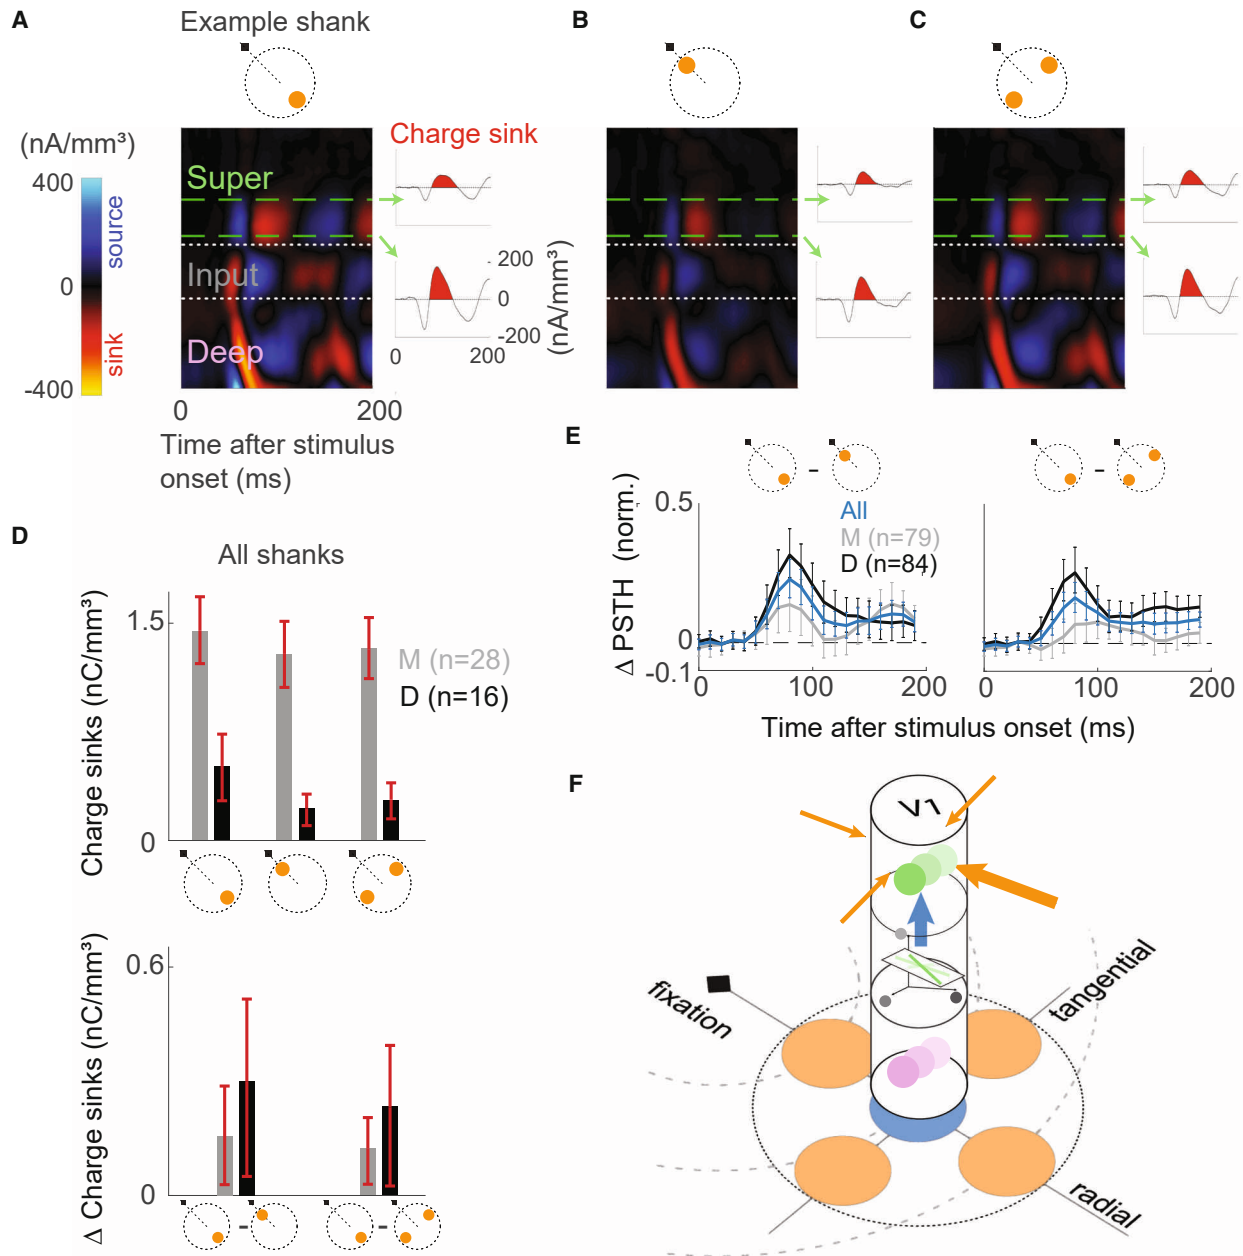 A
Example shank
B
C
(nA/mm³)
400
0
-400
source
sink
Super
Input
Deep
Charge sink
200
0
-200
(nA/mm³)
0
200
0
200
Time after stimulus
onset (ms)
D
All shanks
Charge sinks (nC/mm³)
1.5
0
M (n=28)
D (n=16)
-
-
Δ Charge sinks (nC/mm³)
0.6
0
-
-
E
Δ PSTH (norm.)
0.5
0
-0.1
All
M (n=79)
D (n=84)
0
100
200
0
100
200
Time after stimulus onset (ms)
F
V1
fixation
tangential
radial